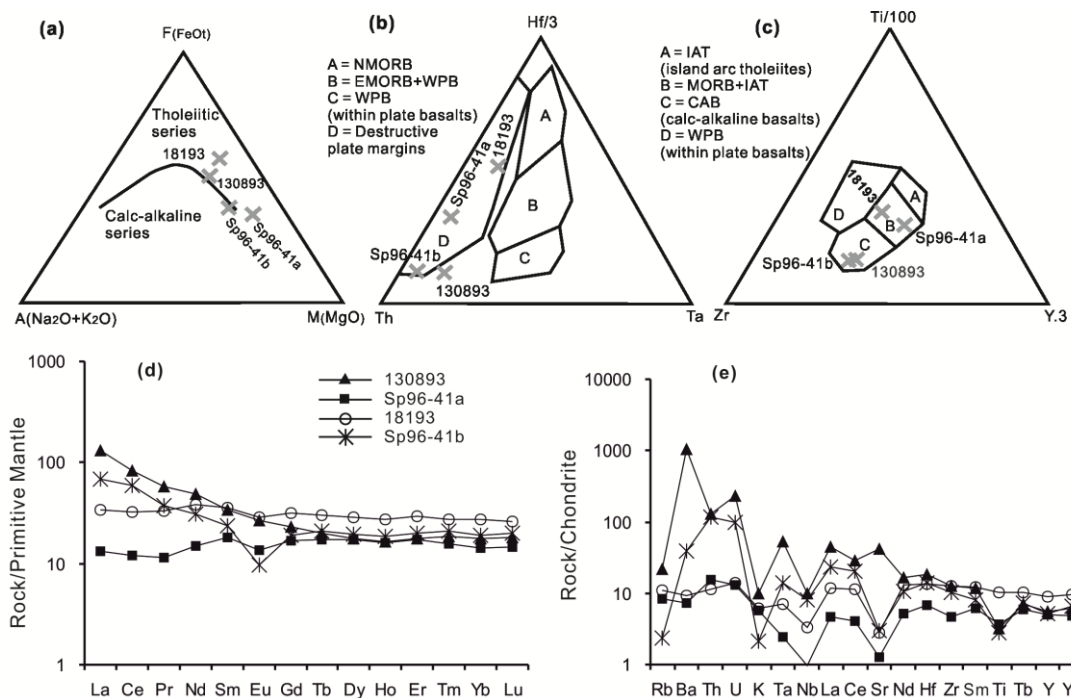 (a)
F(FeOt)
Tholeiitic
series
18193
130893
Calc-alkaline
series
Sp96-41b
Sp96-41a
A(Na2O+K2O)
M(MgO)
(b)
Hf/3
A = NMORB
B = EMORB+WPB
C = WPB
(within plate basalts)
D = Destructive
plate margins
Sp96-41a
18193
A
B
C
D
Sp96-41b
130893
Th
Ta
(c)
Ti/100
A = IAT
(island arc tholeiites)
B = MORB+IAT
C = CAB
(calc-alkaline basalts)
D = WPB
(within plate basalts)
18193
A
D
B
Sp96-41a
C
Sp96-41b
130893
Zr
Y.3
(d)
130893
Sp96-41a
18193
Sp96-41b
Rock/Primitive Mantle
1000
100
10
1
La Ce Pr Nd Sm Eu Gd Tb Dy Ho Er Tm Yb Lu
(e)
Rock/Chondrite
10000
1000
100
10
1
Rb Ba Th U K Ta Nb La Ce Sr Nd Hf Zr Sm Ti Tb Y Y